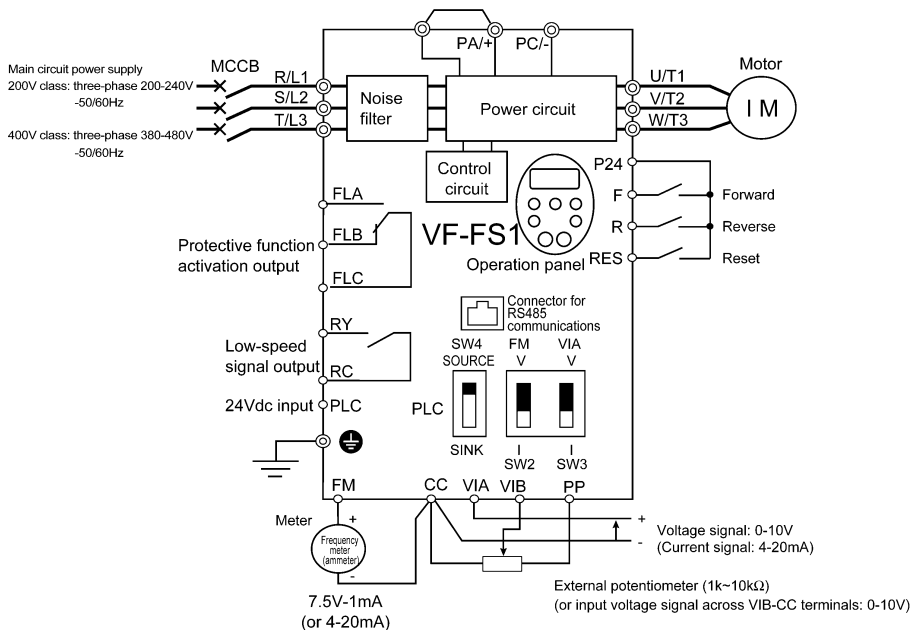 PA/+
PC/-
Main circuit power supply
200V class: three-phase 200-240V
-50/60Hz
400V class: three-phase 380-480V
-50/60Hz
MCCB
R/L1
S/L2
T/L3
Noise
filter
Power circuit
Control
circuit
U/T1
V/T2
W/T3
Motor
I M
P24
F
Forward
R
Reverse
RES
Reset
FLA
FLB
FLC
Protective function
activation output
VF-FS1
Operation panel
Connector for
RS485
communications
RY
RC
Low-speed
signal output
24Vdc input
PLC
SW4
SOURCE
PLC
SINK
FM
V
I
SW2
VIA
V
I
SW3
FM
CC
VIA
VIB
PP
Meter
+
Frequency
meter
(ammeter)
-
7.5V-1mA
(or 4-20mA)
+
-
Voltage signal: 0-10V
(Current signal: 4-20mA)
External potentiometer (1k~10kΩ)
(or input voltage signal across VIB-CC terminals: 0-10V)